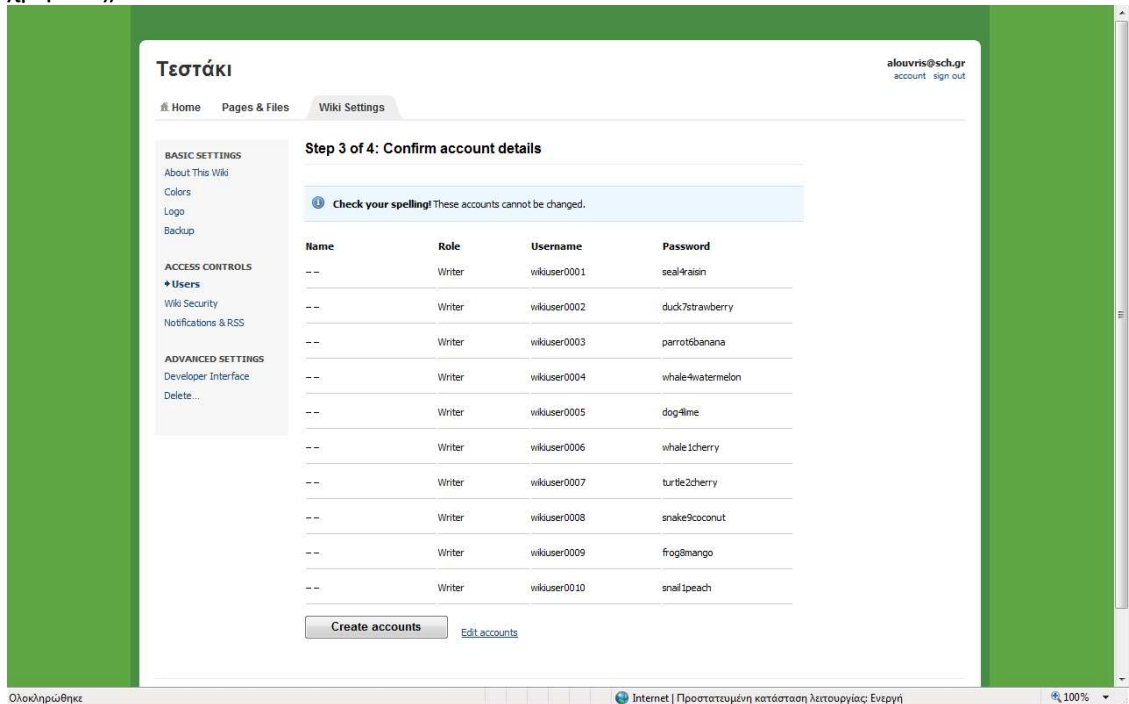 Τεστάκι
alouvris@sch.gr
account sign out
Home Pages & Files Wiki Settings
BASIC SETTINGS
About This Wiki
Colors
Logo
Backup
ACCESS CONTROLS
Users
Wiki Security
Notifications & RSS
ADVANCED SETTINGS
Developer Interface
Delete...
Step 3 of 4: Confirm account details
Check your spelling! These accounts cannot be changed.
Name Role Username Password
-- Writer wikiuser0001 seal4raisin
-- Writer wikiuser0002 duck7strawberry
-- Writer wikiuser0003 parrot6banana
-- Writer wikiuser0004 whale4watermelon
-- Writer wikiuser0005 dog4lime
-- Writer wikiuser0006 whale1cherry
-- Writer wikiuser0007 turtle2cherry
-- Writer wikiuser0008 snake9coconut
-- Writer wikiuser0009 frog8mango
-- Writer wikiuser0010 snail1peach
Create accounts Edit accounts
Ολοκληρώθηκε Internet | Προστατευμένη κατάσταση λειτουργίας: Ενεργή 100%